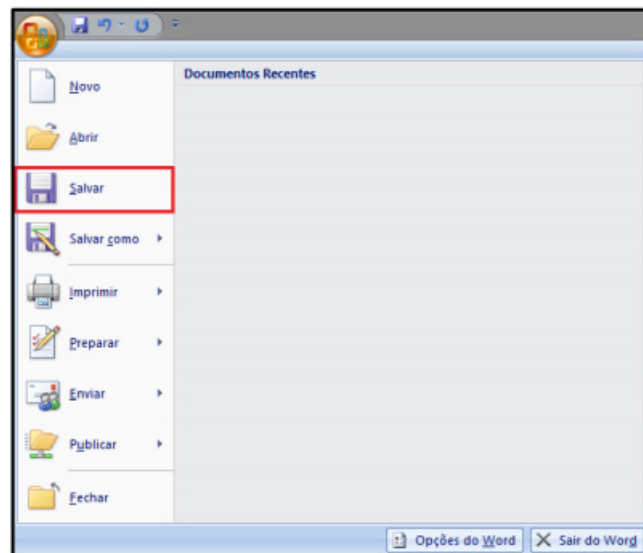 Documentos Recentes
Novo
Abrir
Salvar
Salvar como
Imprimir
Preparar
Enviar
Publicar
Fechar
Opções do Word
Sair do Word